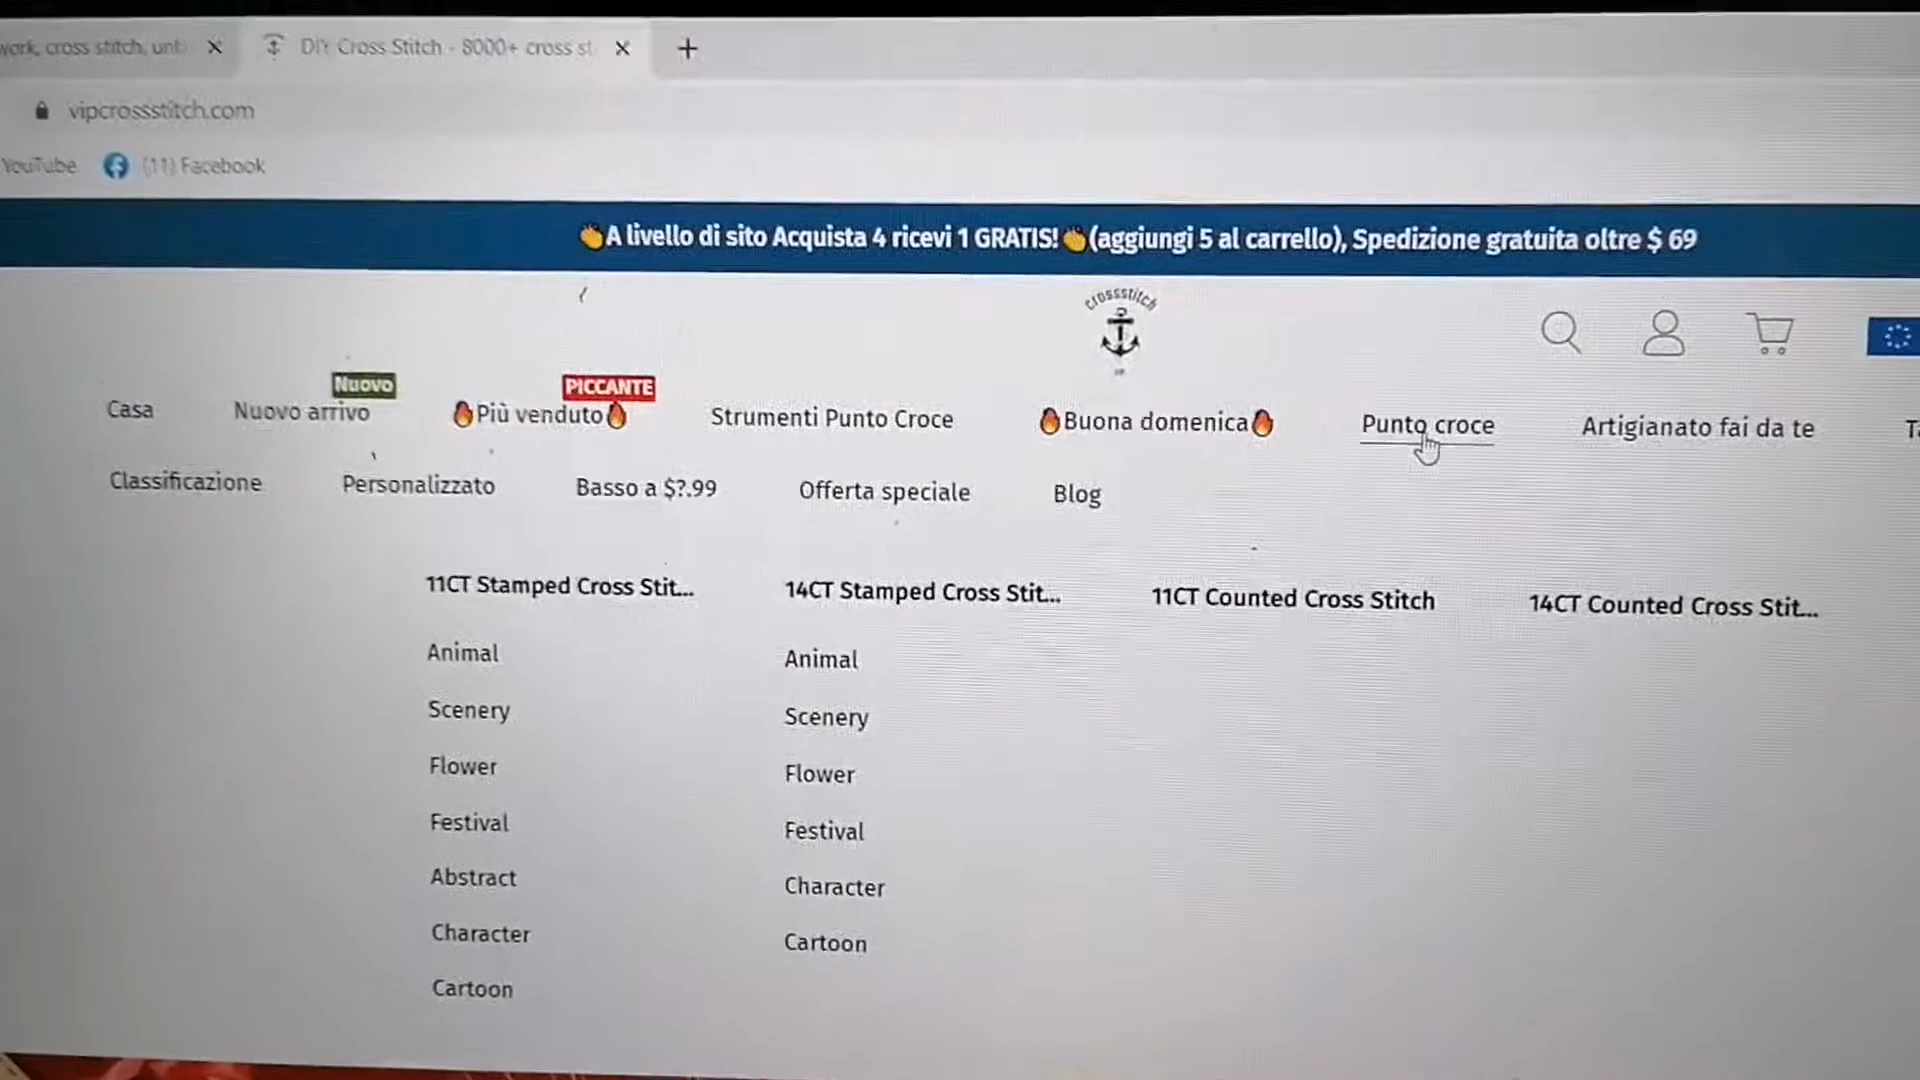 work, cross stitch, unt
DIY Cross Stitch - 8000+ cross st
vipcrossstitch.com
YouTube
(11) Facebook
👏A livello di sito Acquista 4 ricevi 1 GRATIS!👏(aggiungi 5 al carrello), Spedizione gratuita oltre $ 69
crossstitch
Nuovo
PICCANTE
Casa
Nuovo arrivo
🔥Più venduto🔥
Strumenti Punto Croce
🔥Buona domenica🔥
Punto croce
Artigianato fai da te
Classificazione
Personalizzato
Basso a $?.99
Offerta speciale
Blog
11CT Stamped Cross Stit...
Animal
Scenery
Flower
Festival
Abstract
Character
Cartoon
14CT Stamped Cross Stit...
Animal
Scenery
Flower
Festival
Character
Cartoon
11CT Counted Cross Stitch
14CT Counted Cross Stit...